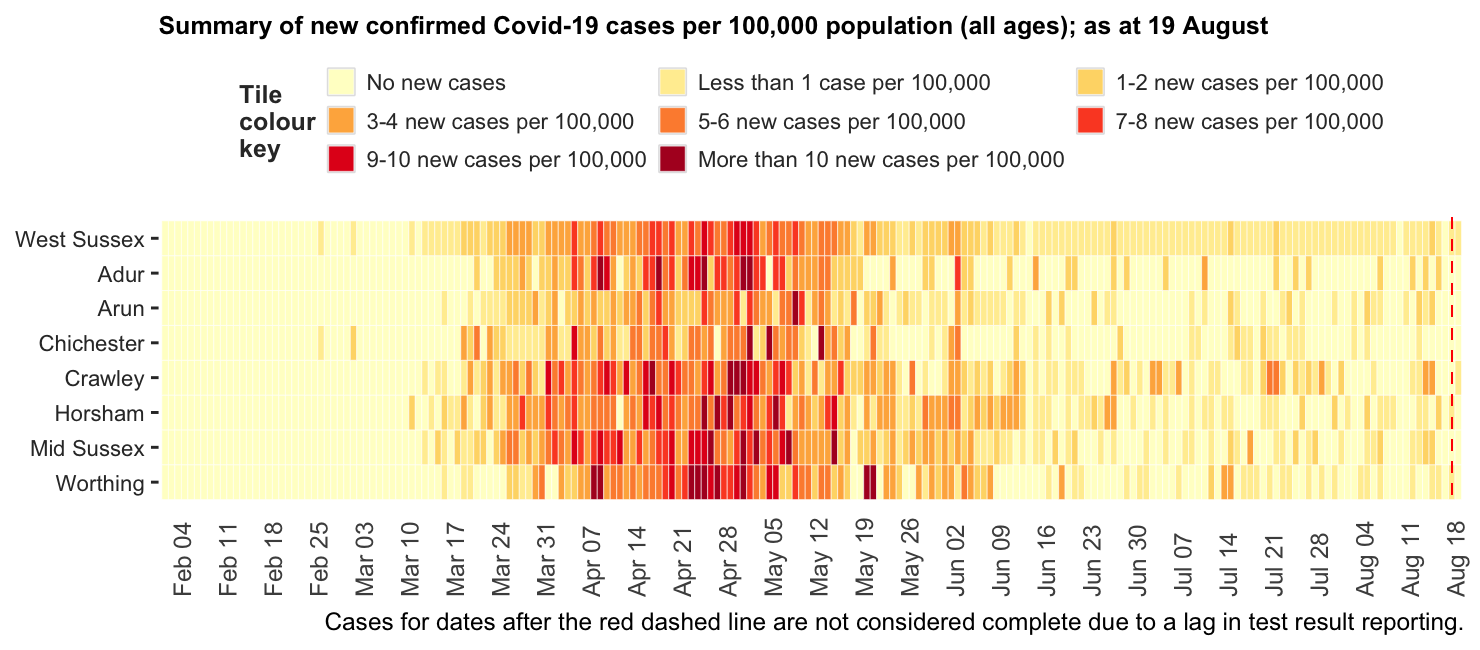 Summary of new confirmed Covid-19 cases per 100,000 population (all ages); as at 19 August
Tile colour key
No new cases
Less than 1 case per 100,000
1-2 new cases per 100,000
3-4 new cases per 100,000
5-6 new cases per 100,000
7-8 new cases per 100,000
9-10 new cases per 100,000
More than 10 new cases per 100,000
West Sussex
Adur
Arun
Chichester
Crawley
Horsham
Mid Sussex
Worthing
Feb 04
Feb 11
Feb 18
Feb 25
Mar 03
Mar 10
Mar 17
Mar 24
Mar 31
Apr 07
Apr 14
Apr 21
Apr 28
May 05
May 12
May 19
May 26
Jun 02
Jun 09
Jun 16
Jun 23
Jun 30
Jul 07
Jul 14
Jul 21
Jul 28
Aug 04
Aug 11
Aug 18
Cases for dates after the red dashed line are not considered complete due to a lag in test result reporting.